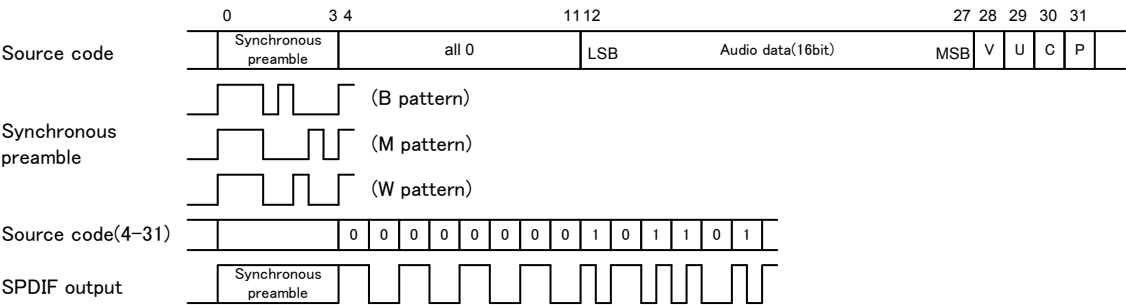 0 3 4 11 12 27 28 29 30 31
Source code Synchronous preamble all 0 LSB Audio data(16bit) MSB V U C P
(B pattern)
Synchronous preamble (M pattern)
(W pattern)
Source code(4-31) 0 0 0 0 0 0 0 0 1 0 1 1 0 1
SPDIF output Synchronous preamble